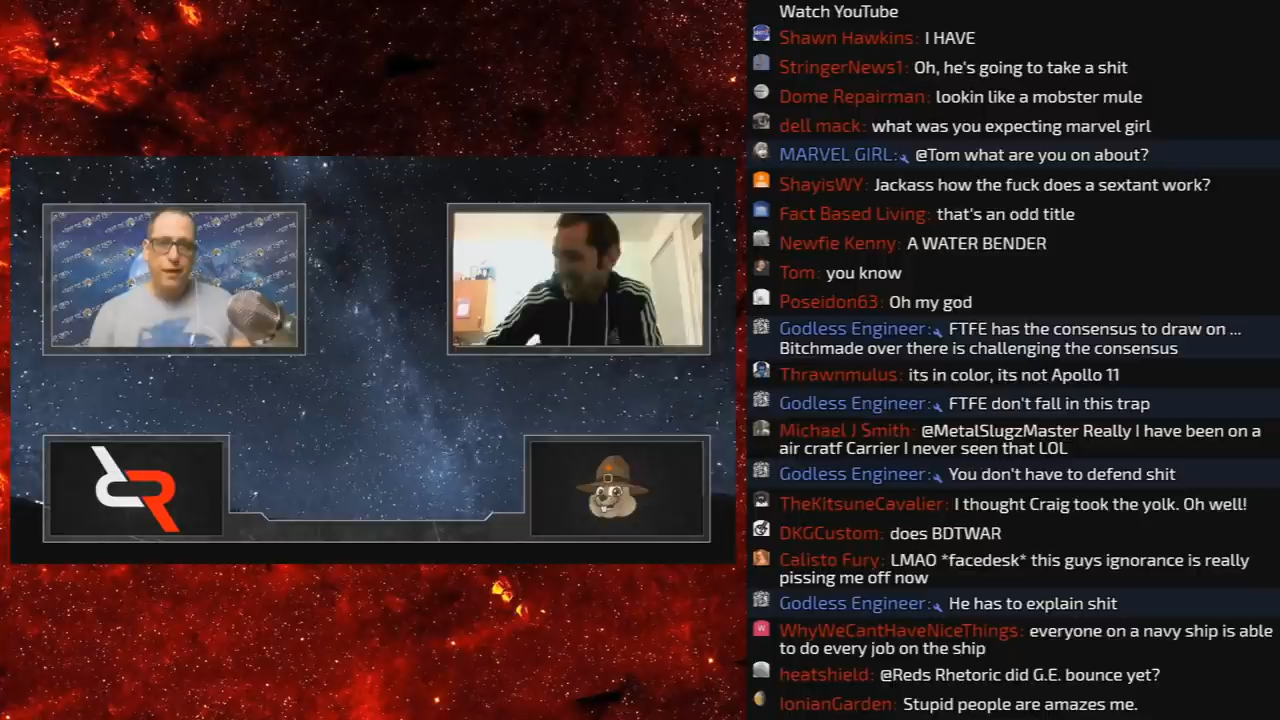 Watch YouTube
Shawn Hawkins: I HAVE
StringerNews1: Oh, he's going to take a shit
Dome Repairman: lookin like a mobster mule
dell mack: what was you expecting marvel girl
MARVEL GIRL: @Tom what are you on about?
ShayisWY: Jackass how the fuck does a sextant work?
Fact Based Living: that's an odd title
Newfie Kenny: A WATER BENDER
Tom: you know
Poseidon63: Oh my god
Godless Engineer: FTFE has the consensus to draw on ...
Bitchmade over there is challenging the consensus
Thrawnmulus: its in color, its not Apollo 11
Godless Engineer: FTFE don't fall in this trap
Michael J Smith: @MetalSlugzMaster Really I have been on a
air cratf Carrier I never seen that LOL
Godless Engineer: You don't have to defend shit
TheKitsuneCavalier: I thought Craig took the yolk. Oh well!
DKGCustom: does BDTWAR
Calisto Fury: LMAO *facedesk* this guys ignorance is really
pissing me off now
Godless Engineer: He has to explain shit
WhyWeCantHaveNiceThings: everyone on a navy ship is able
to do every job on the ship
heatshield: @Reds Rhetoric did G.E. bounce yet?
IonianGarden: Stupid people are amazes me.